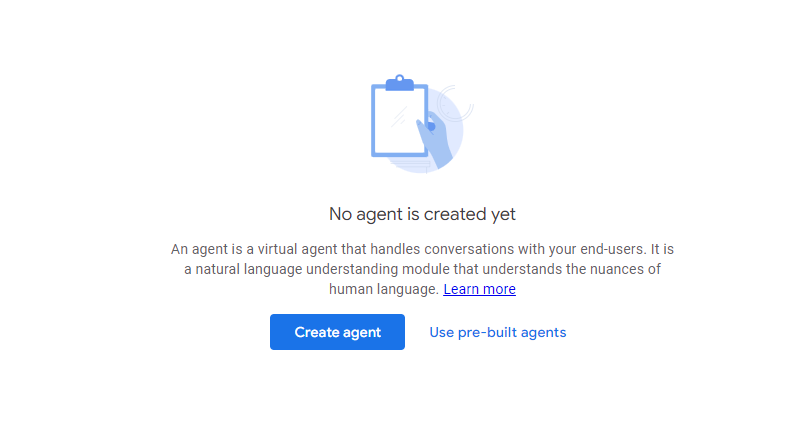 No agent is created yet
An agent is a virtual agent that handles conversations with your end-users. It is
a natural language understanding module that understands the nuances of
human language. Learn more
Create agent
Use pre-built agents